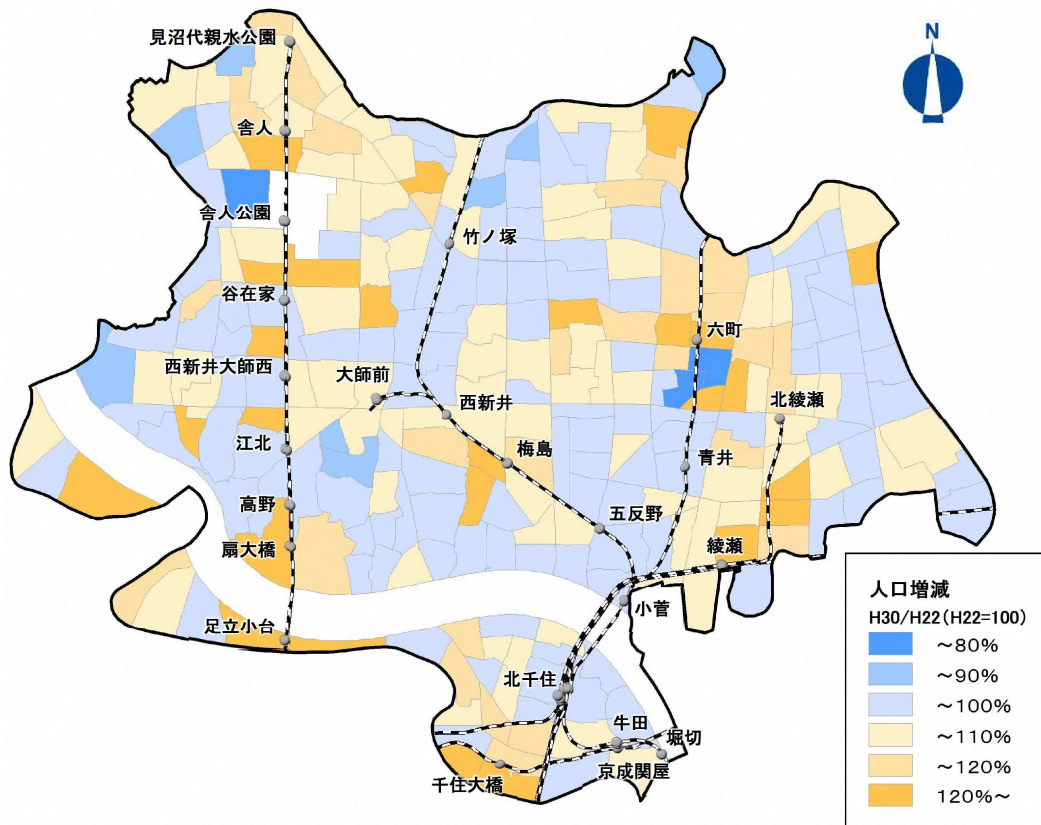 見沼代親水公園
N
舎人
舎人公園
竹ノ塚
谷在家
六町
西新井大師西
大師前
西新井
北綾瀬
江北
梅島
青井
高野
五反野
扇大橋
綾瀬
小菅
足立小台
北千住
牛田
堀切
京成関屋
千住大橋
人口増減
H30/H22(H22=100)
～80%
～90%
～100%
～110%
～120%
120%～